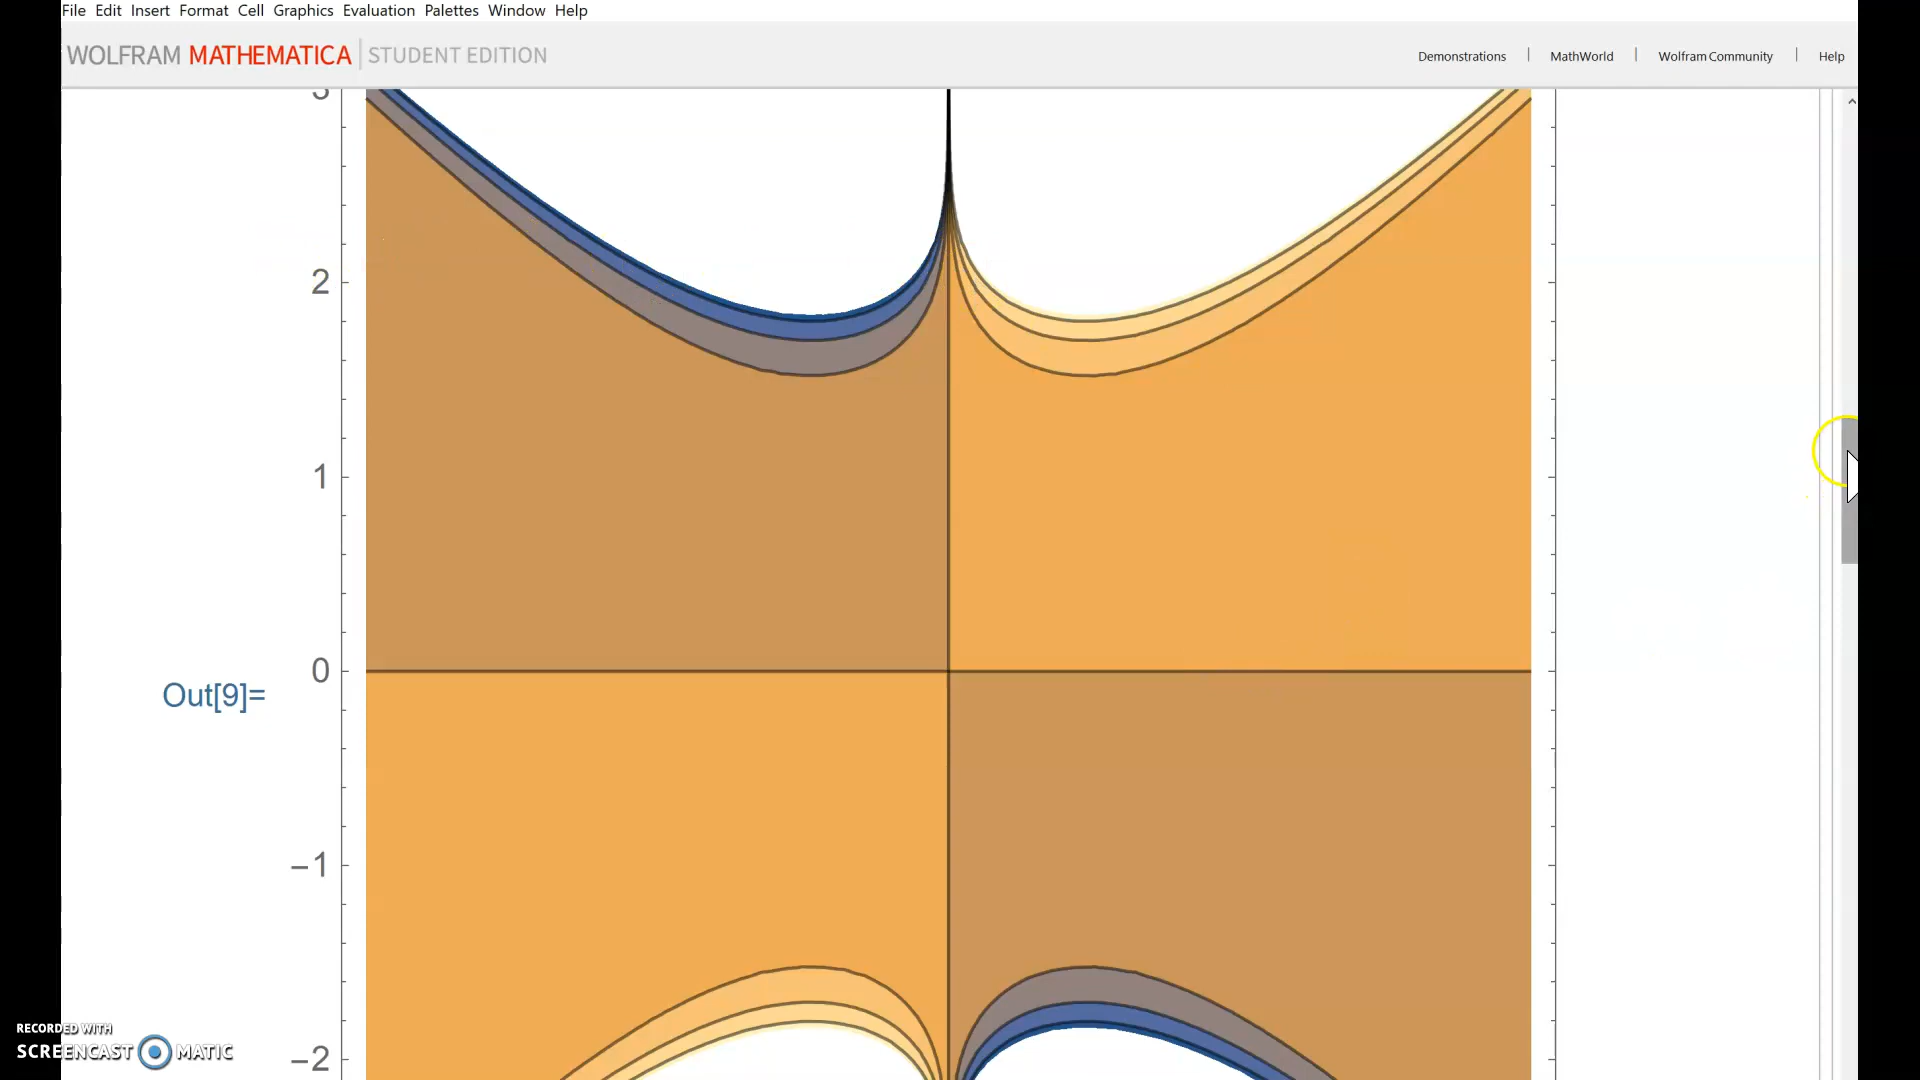 File Edit Insert Format Cell Graphics Evaluation Palettes Window Help
WOLFRAM MATHEMATICA STUDENT EDITION
Demonstrations MathWorld Wolfram Community Help
3
2
1
0
Out[9]=
−1
−2
RECORDED WITH
SCREENCAST MATIC